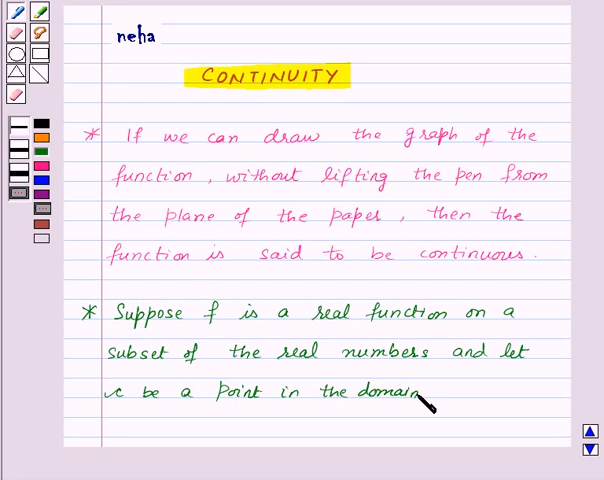 neha
CONTINUITY
* If we can draw the graph of the
function, without lifting the pen from
the plane of the paper, then the
function is said to be continuous.
* Suppose f is a real function on a
subset of the real numbers and let
c be a point in the domain